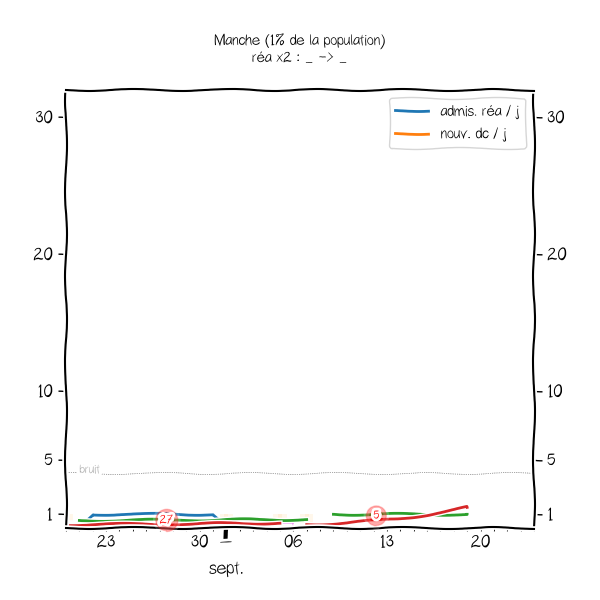 Manche (1% de la population)
réa x2 : _ -> _
admis. réa / j
nouv. dc / j
30 30
20 20
10 10
5 5
bruit
1 1
27 5
23 30 1 06 13 20
sept.